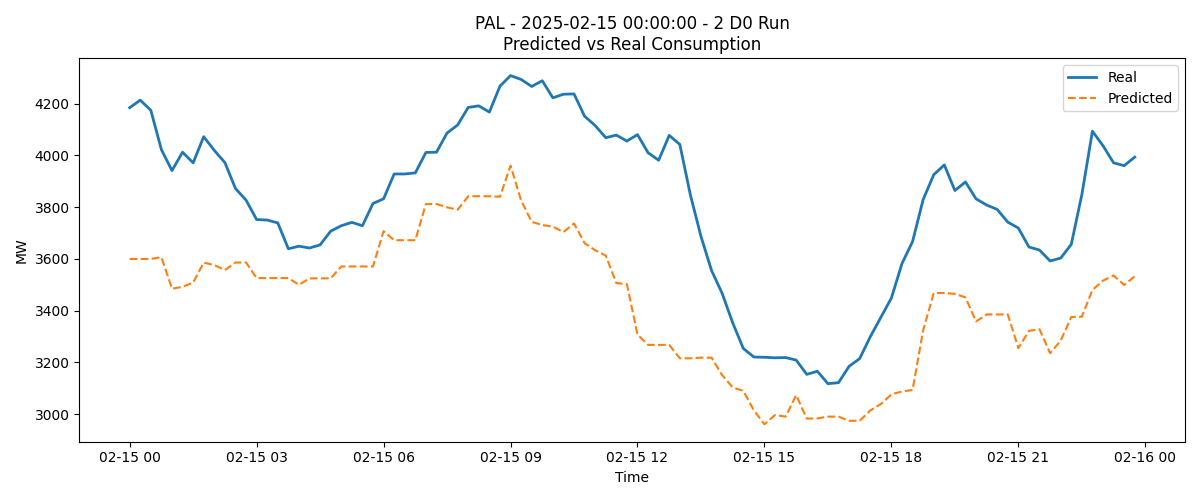 PAL - 2025-02-15 00:00:00 - 2 D0 Run
Predicted vs Real Consumption
Real
Predicted
MW
4200
4000
3800
3600
3400
3200
3000
02-15 00
02-15 03
02-15 06
02-15 09
02-15 12
02-15 15
02-15 18
02-15 21
02-16 00
Time